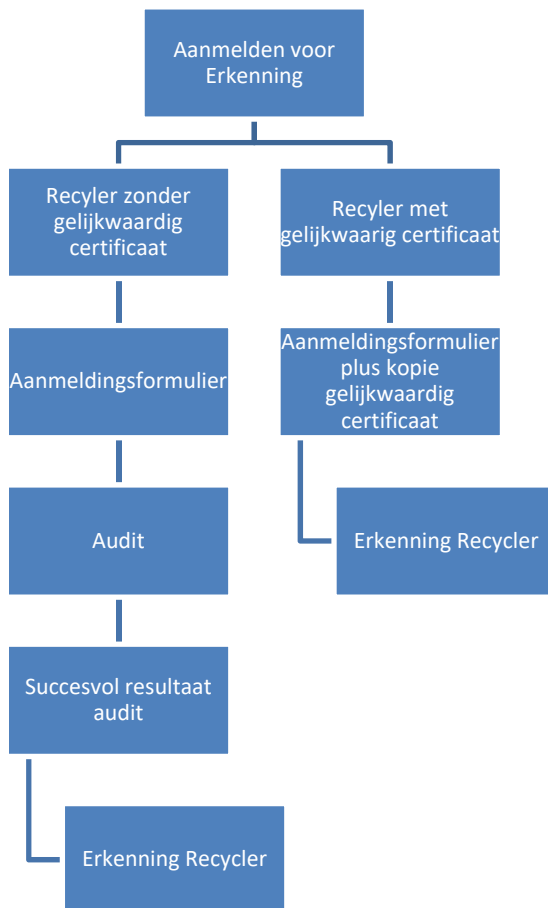 Aanmelden voor
Erkenning
Recyler zonder
gelijkwaardig
certificaat
Aanmeldingsformulier
Audit
Succesvol resultaat
audit
Erkenning Recycler
Recyler met
gelijkwaarig certificaat
Aanmeldingsformulier
plus kopie
gelijkwaardig
certificaat
Erkenning Recycler